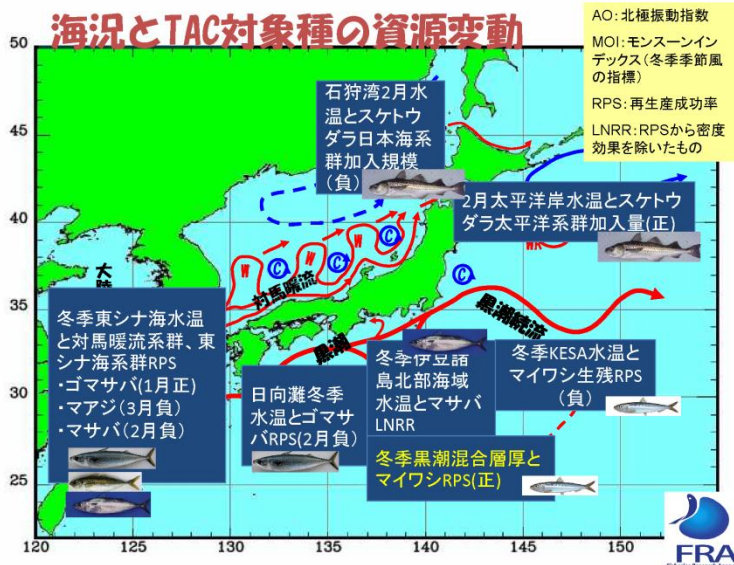 海況とTAC対象種の資源変動
AO：北極振動指数
MOI：モンスーンイン
デックス（冬季季節風
の指標）
RPS：再生産成功率
LNRR：RPSから密度
効果を除いたもの
石狩湾2月水
温とスケトウ
ダラ日本海系
群加入規模
（負）
2月太平洋岸水温とスケトウ
ダラ太平洋系群加入量(正)
W
W
W
C
C
C
C
対馬暖流
黒潮
黒潮続流
冬季東シナ海水温
と対馬暖流系群、東
シナ海系群RPS
・ゴマサバ(1月正)
・マアジ（3月負）
・マサバ（2月負）
日向灘冬季
水温とゴマサ
バRPS(2月負)
冬季伊豆諸
島北部海域
水温とマサバ
LNRR
冬季KESA水温と
マイワシ生残RPS
（負）
冬季黒潮混合層厚と
マイワシRPS(正)
50
45
40
35
30
25
120
125
130
135
140
145
150
FRA